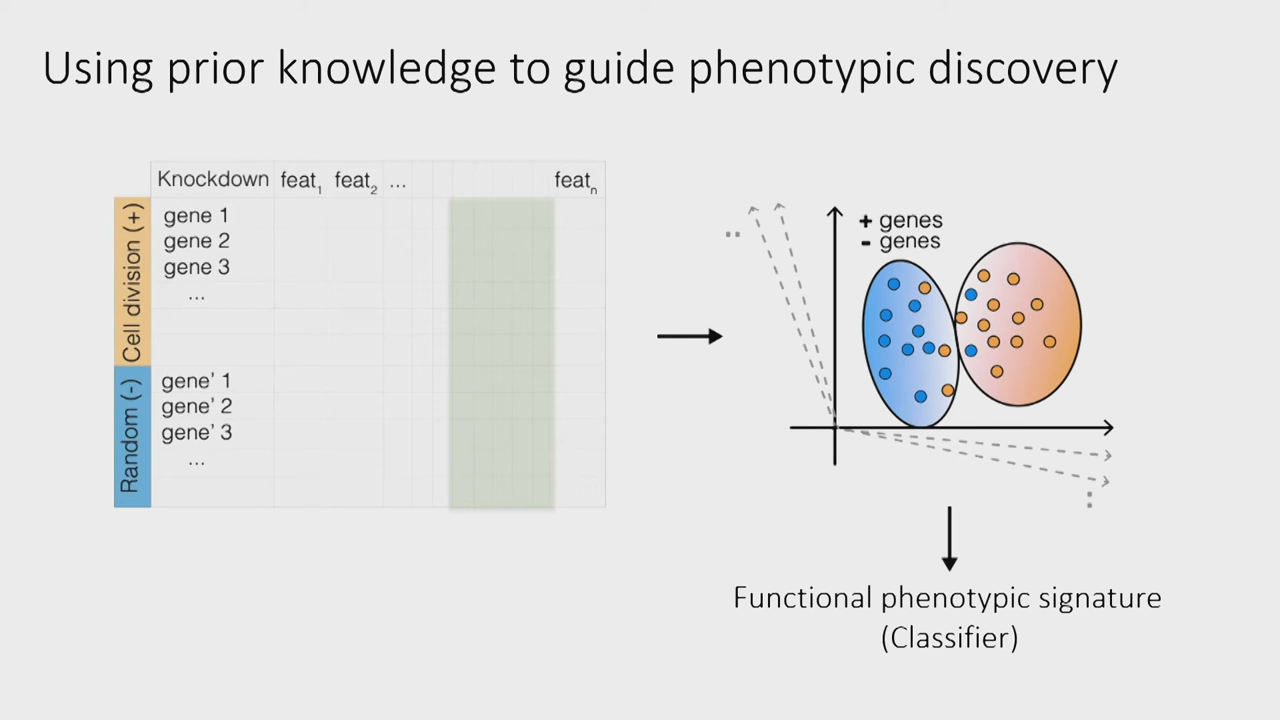 Using prior knowledge to guide phenotypic discovery
Knockdown feat1 feat2 ... featn
Cell division (+)
gene 1
gene 2
gene 3
...
Random (-)
gene' 1
gene' 2
gene' 3
...
..
+ genes
- genes
:
Functional phenotypic signature
(Classifier)